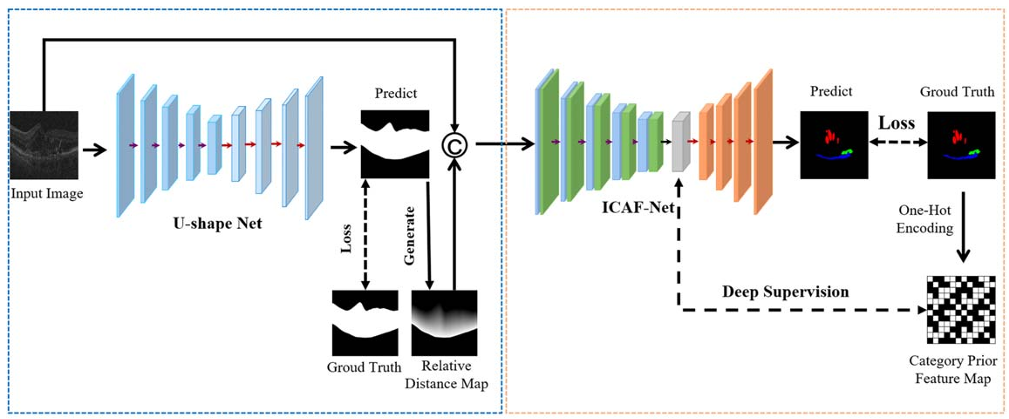 Input Image
U-shape Net
Predict
Loss
Generate
Groud Truth
Relative
Distance Map
C
ICAF-Net
Predict
Loss
Groud Truth
One-Hot
Encoding
Deep Supervision
Category Prior
Feature Map